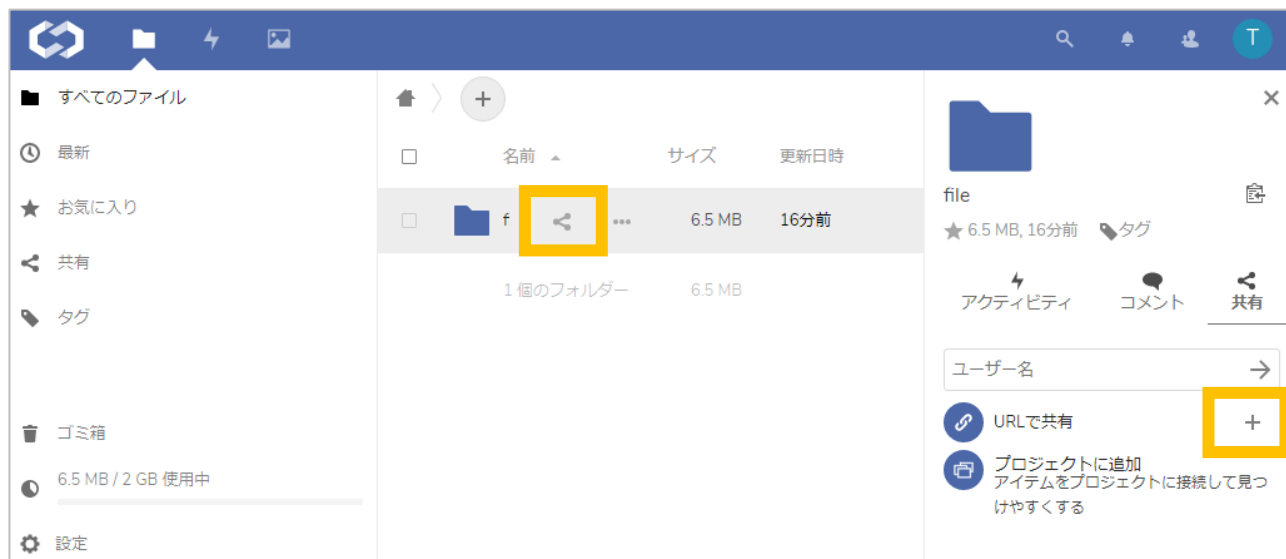 T
すべてのファイル
最新
お気に入り
共有
タグ
ゴミ箱
6.5 MB / 2 GB 使用中
設定
名前 サイズ 更新日時
f 6.5 MB 16分前
1 個のフォルダー 6.5 MB
file
6.5 MB, 16分前 タグ
アクティビティ コメント 共有
ユーザー名
URLで共有
プロジェクトに追加
アイテムをプロジェクトに接続して見つ
けやすくする